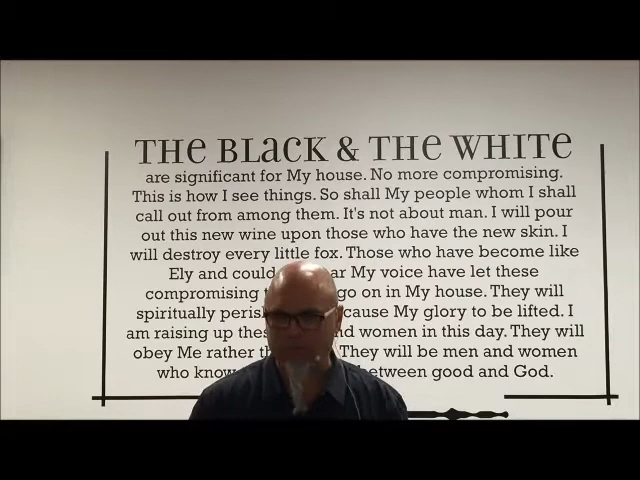 THE BLACK & THE WHITE
are significant for My house. No more compromising.
This is how I see things. So shall My people whom I shall
call out from among them. It's not about man. I will pour
out this new wine upon those who have the new skin. I
will destroy every little fox. Those who have become like
Ely and could ar My voice have let these
compromising go on in My house. They will
spiritually perish cause My glory to be lifted. I
am raising up these nd women in this day. They will
obey Me rather They will be men and women
who know between good and God.